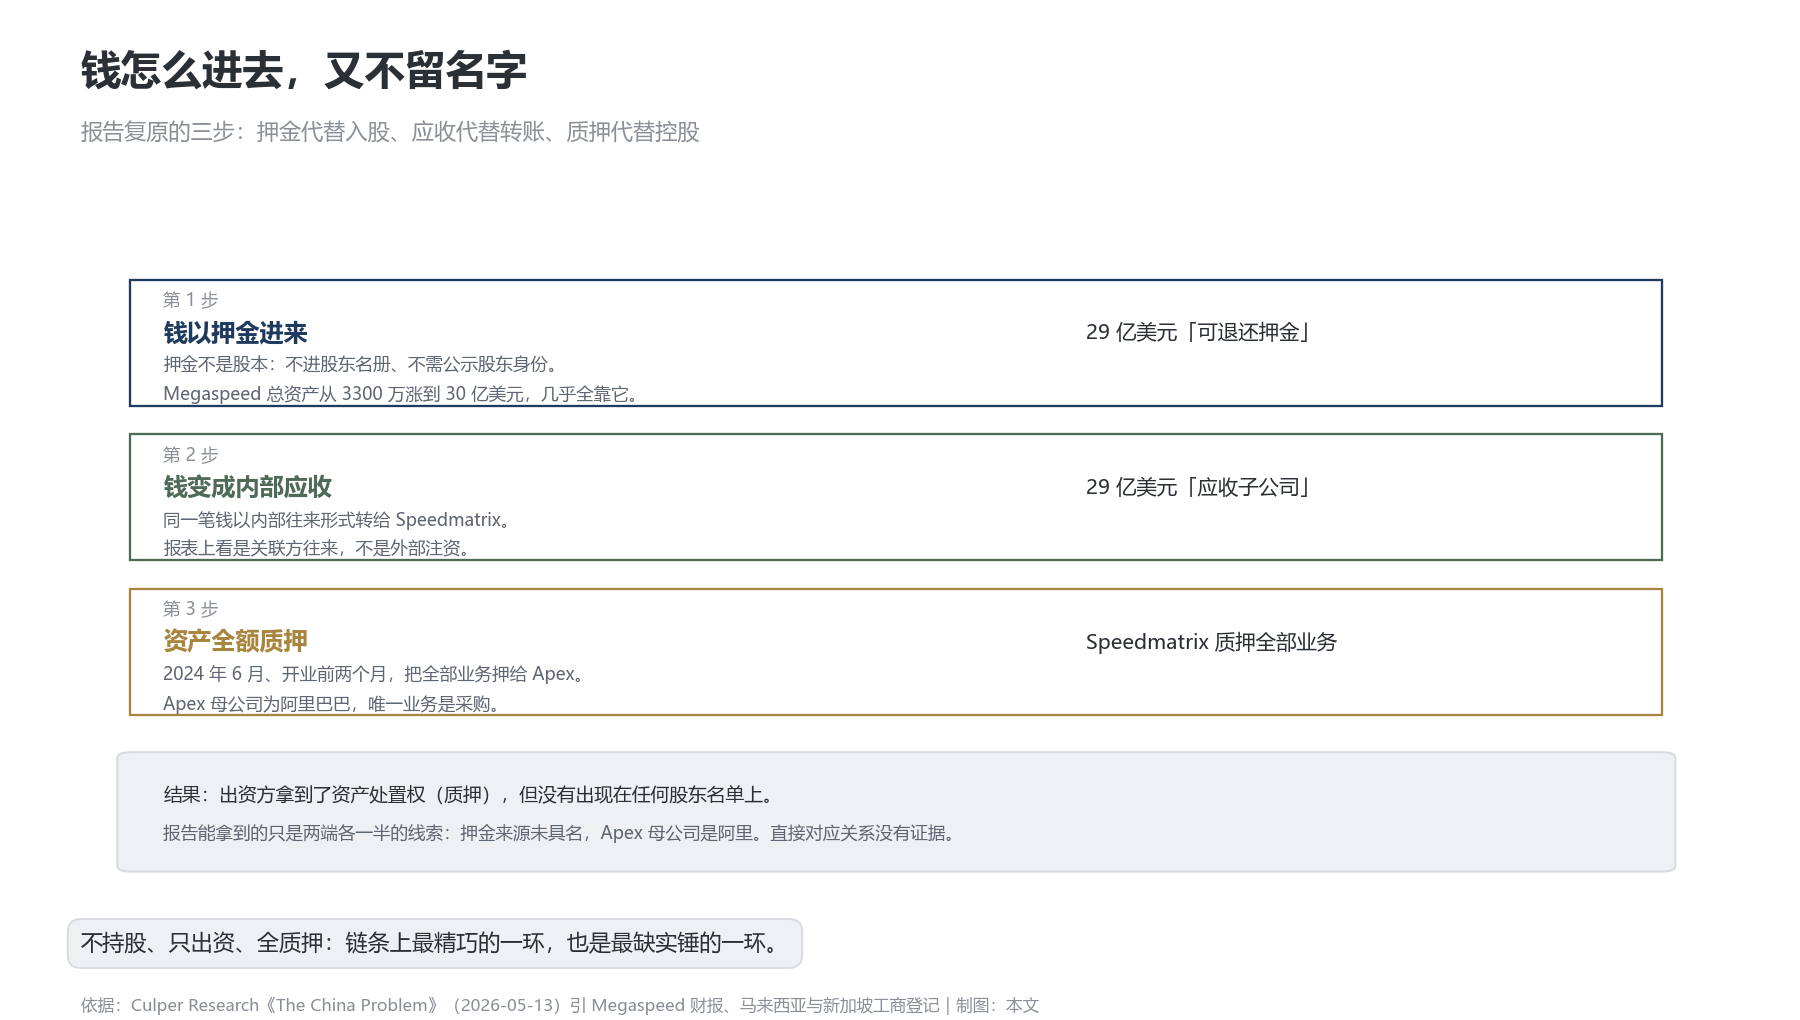 钱怎么进去，又不留名字
报告复原的三步：押金代替入股、应收代替转账、质押代替控股
第 1 步
钱以押金进来
29 亿美元「可退还押金」
押金不是股本：不进股东名册、不需公示股东身份。
Megaspeed 总资产从 3300 万涨到 30 亿美元，几乎全靠它。
第 2 步
钱变成内部应收
29 亿美元「应收子公司」
同一笔钱以内部往来形式转给 Speedmatrix。
报表上看是关联方往来，不是外部注资。
第 3 步
资产全额质押
Speedmatrix 质押全部业务
2024 年 6 月、开业前两个月，把全部业务押给 Apex。
Apex 母公司为阿里巴巴，唯一业务是采购。
结果：出资方拿到了资产处置权（质押），但没有出现在任何股东名单上。
报告能拿到的只是两端各一半的线索：押金来源未具名，Apex 母公司是阿里。直接对应关系没有证据。
不持股、只出资、全质押：链条上最精巧的一环，也是最缺实锤的一环。
依据：Culper Research《The China Problem》（2026-05-13）引 Megaspeed 财报、马来西亚与新加坡工商登记｜制图：本文